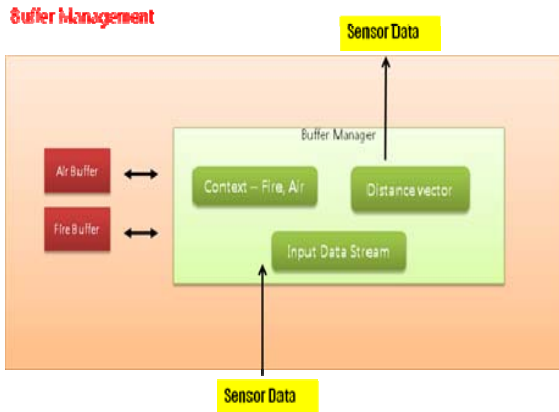 Buffer Management
Sensor Data
Buffer Manager
Air Buffer
Context – Fire, Air
Distance vector
Fire Buffer
Input Data Stream
Sensor Data